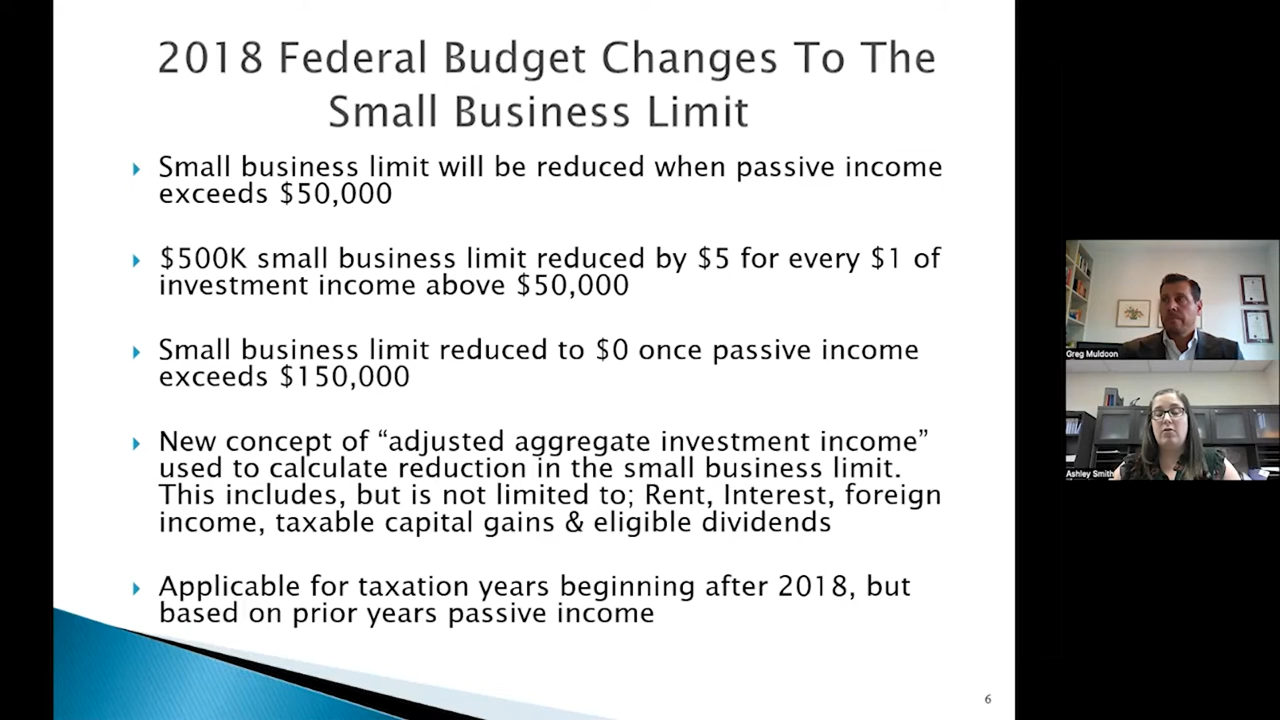 2018 Federal Budget Changes To The
Small Business Limit
Small business limit will be reduced when passive income
exceeds $50,000
$500K small business limit reduced by $5 for every $1 of
investment income above $50,000
Small business limit reduced to $0 once passive income
exceeds $150,000
New concept of “adjusted aggregate investment income”
used to calculate reduction in the small business limit.
This includes, but is not limited to; Rent, Interest, foreign
income, taxable capital gains & eligible dividends
Applicable for taxation years beginning after 2018, but
based on prior years passive income
6
Greg Muldoon
Ashley Smith